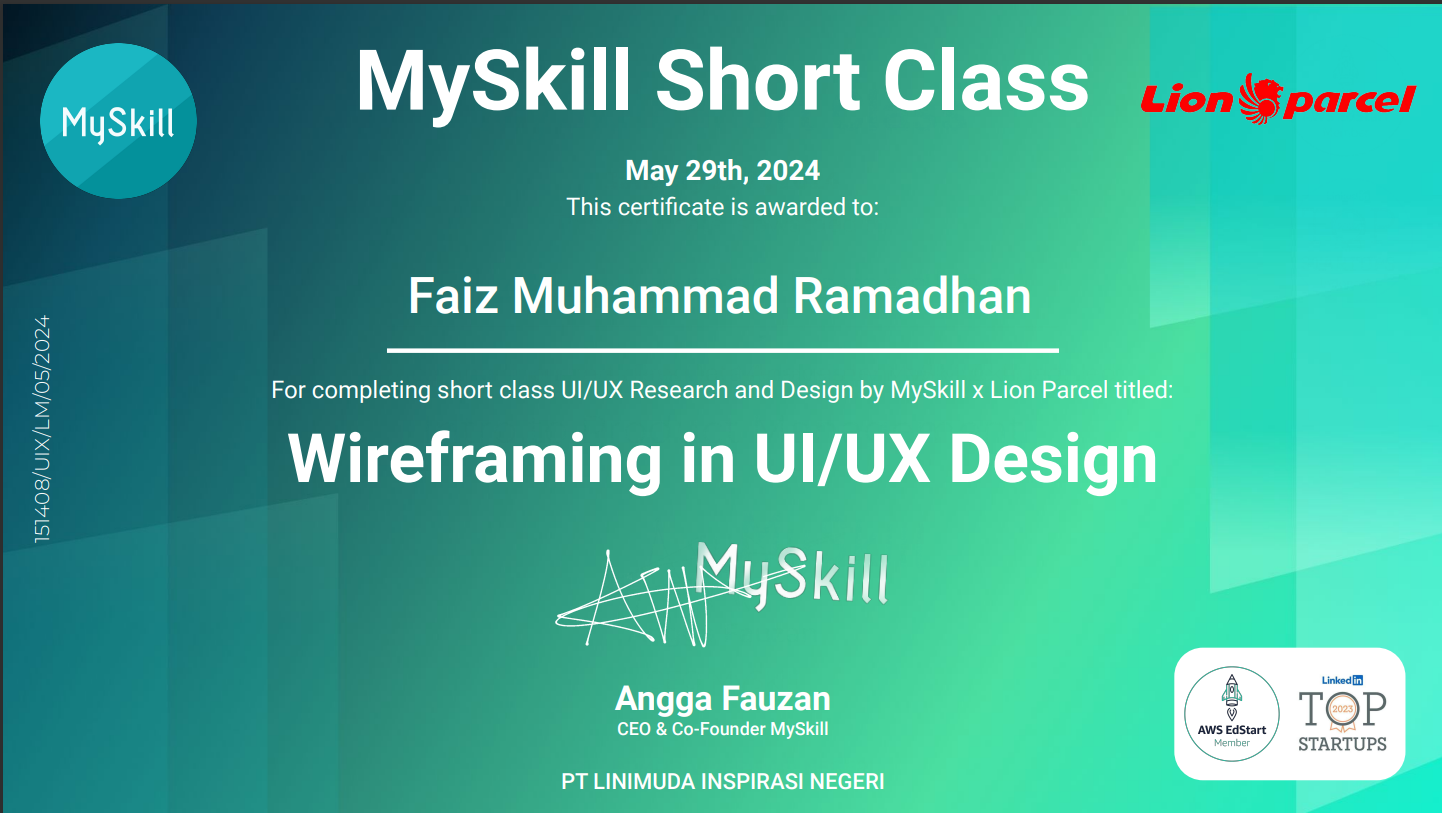 MySkill
MySkill Short Class
Lion parcel
May 29th, 2024
This certificate is awarded to:
Faiz Muhammad Ramadhan
For completing short class UI/UX Research and Design by MySkill x Lion Parcel titled:
Wireframing in UI/UX Design
151408/UIX/LM/05/2024
MySkill
Angga Fauzan
CEO & Co-Founder MySkill
PT LINIMUDA INSPIRASI NEGERI
AWS EdStart
Member
Linked in
TOP
2023
STARTUPS